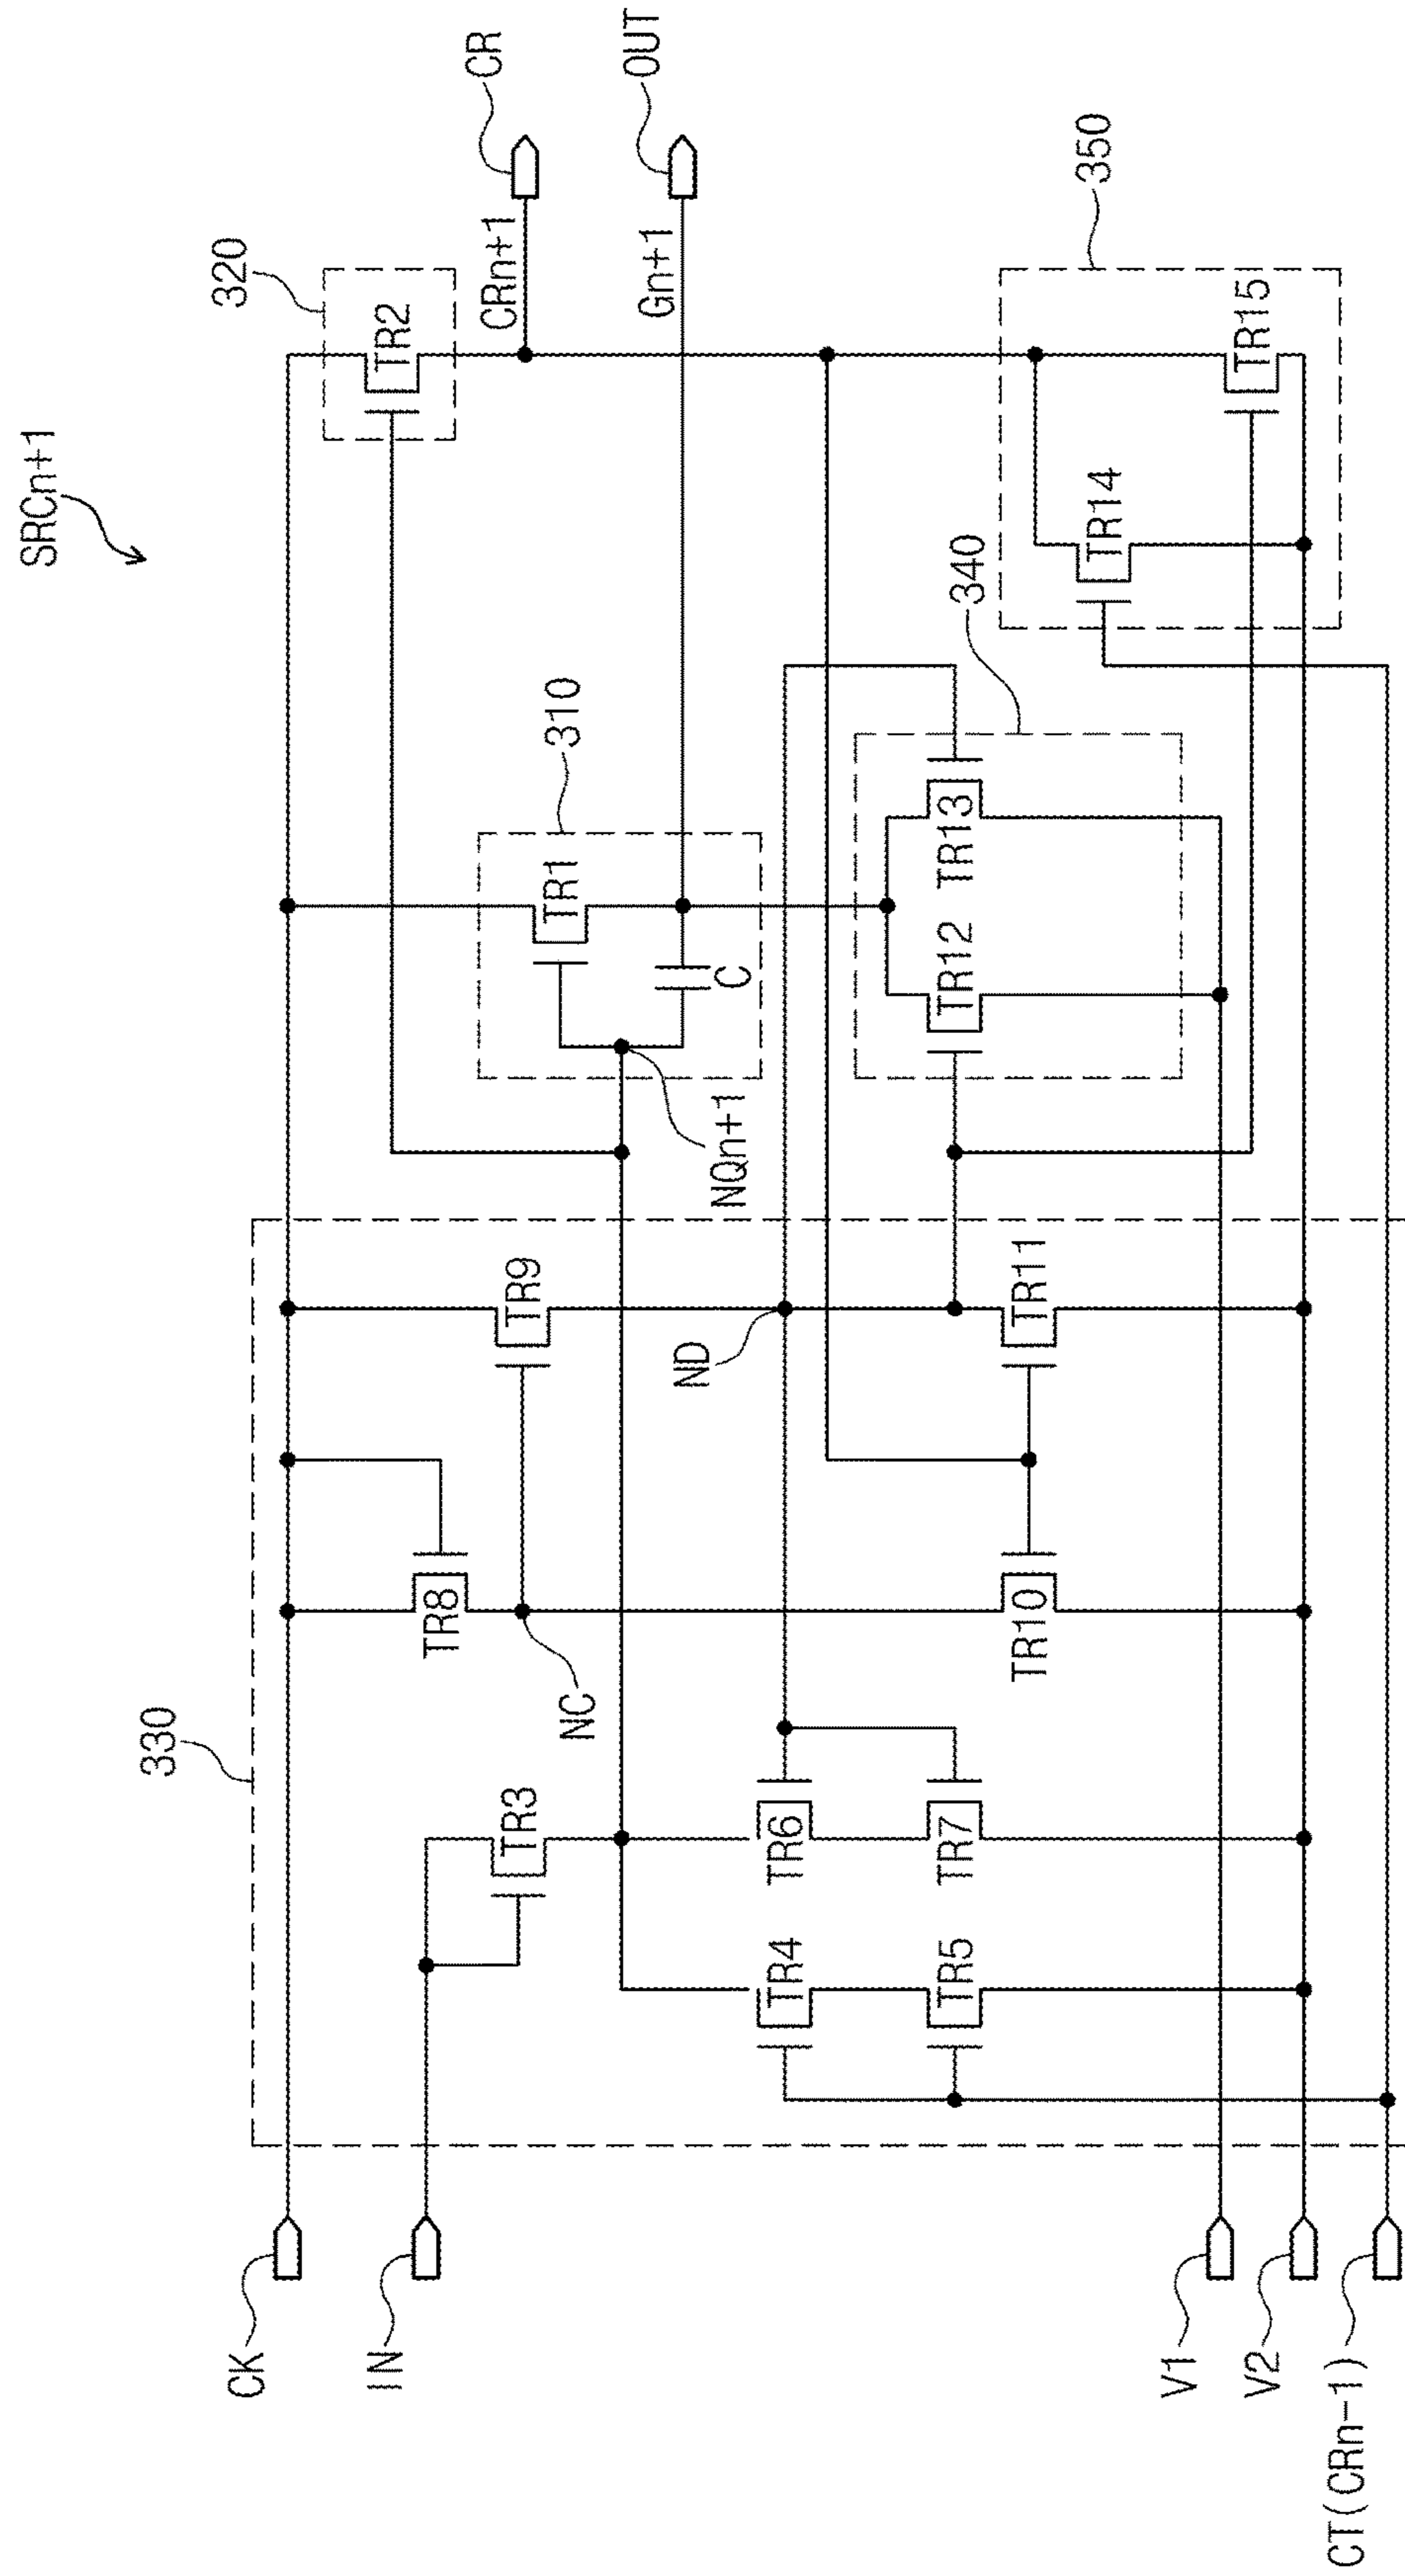 SRCn+1
320
TR2
CR
CRn+1
OUT
Gn+1
310
TR1
C
NQn+1
330
TR9
TR8
NC
ND
TR3
TR6
TR7
TR4
TR5
TR10
TR11
340
TR12
TR13
350
TR14
TR15
CK
IN
V1
V2
CT(CRn-1)